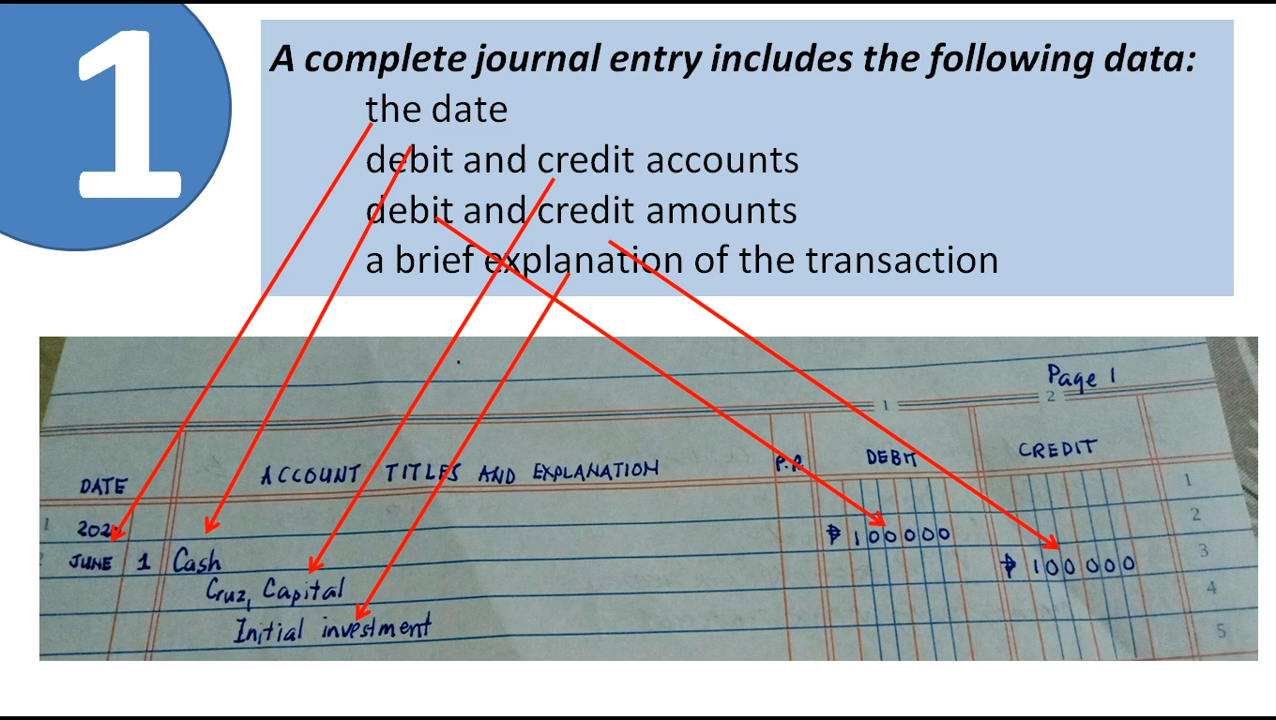 1
A complete journal entry includes the following data:
the date
debit and credit accounts
debit and credit amounts
a brief explanation of the transaction
Page 1
1 2
DATE ACCOUNT TITLES AND EXPLANATION P.R. DEBIT CREDIT
1
1 2
JUNE 1 Cash ₱ 100000 3
Cruz, Capital ₱ 100000 4
Initial investment 5